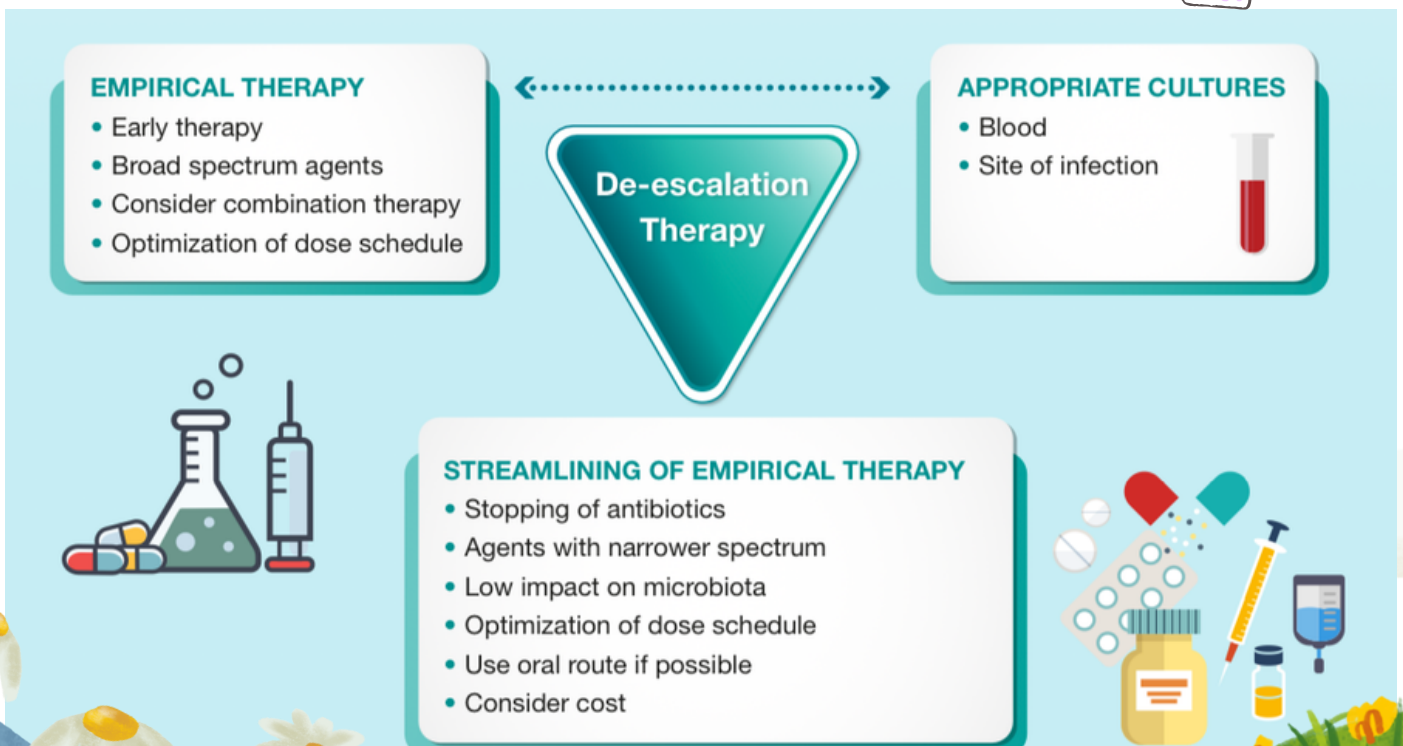 EMPIRICAL THERAPY
• Early therapy
• Broad spectrum agents
• Consider combination therapy
• Optimization of dose schedule
De-escalation
Therapy
APPROPRIATE CULTURES
• Blood
• Site of infection
STREAMLINING OF EMPIRICAL THERAPY
• Stopping of antibiotics
• Agents with narrower spectrum
• Low impact on microbiota
• Optimization of dose schedule
• Use oral route if possible
• Consider cost